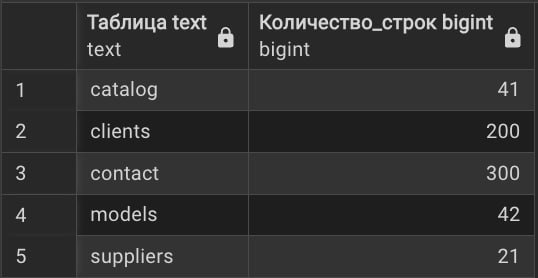 Таблица text Количество_строк bigint
text bigint
1 catalog 41
2 clients 200
3 contact 300
4 models 42
5 suppliers 21